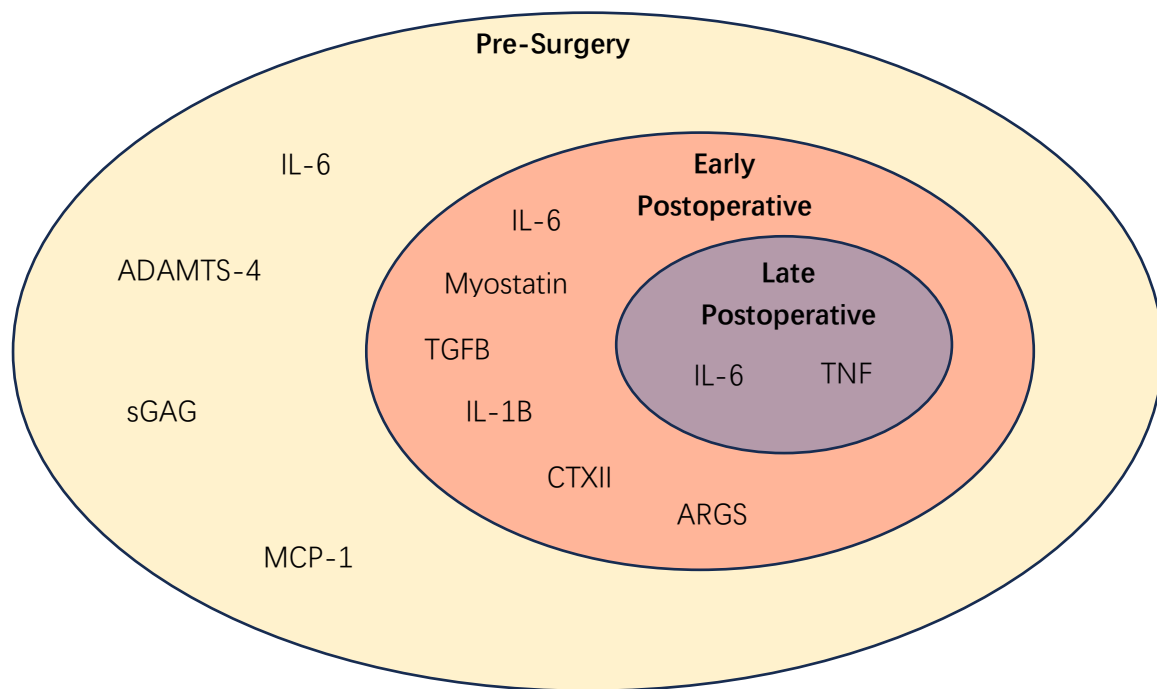 Pre-Surgery
IL-6
ADAMTS-4
sGAG
MCP-1
Early
Postoperative
IL-6
Myostatin
TGFB
IL-1B
CTXII
ARGS
Late
Postoperative
IL-6
TNF